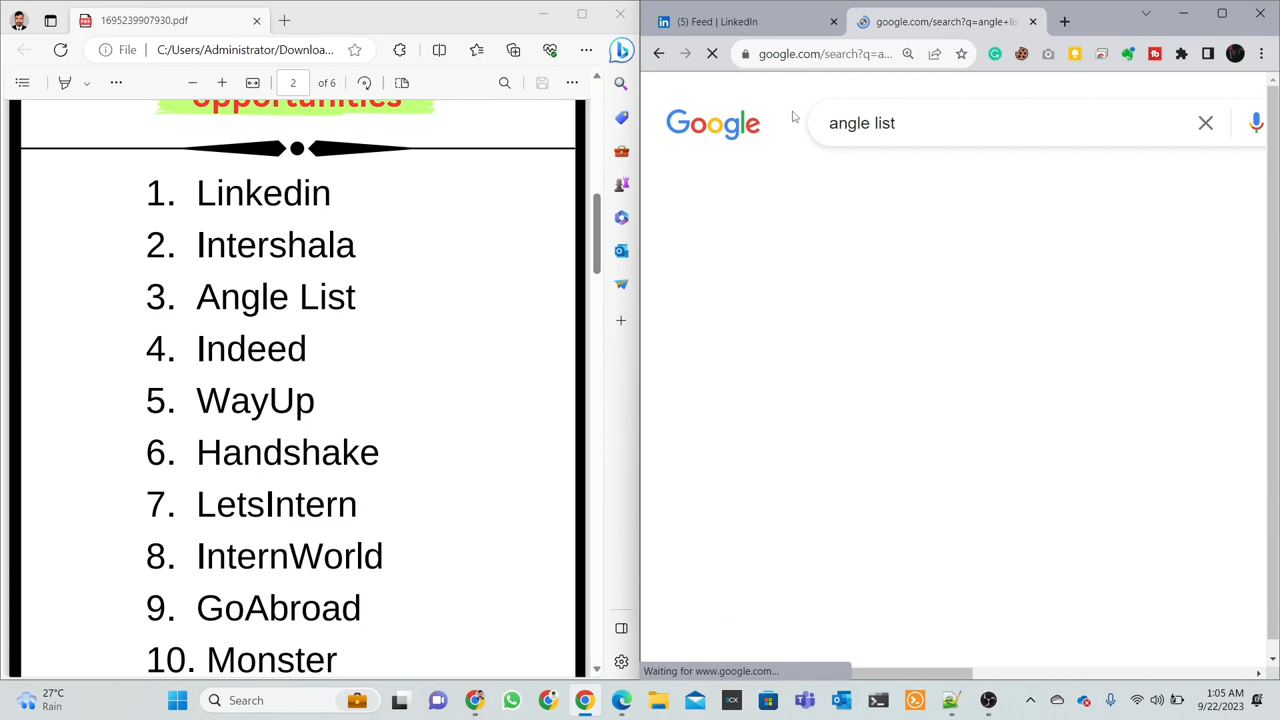 1695239907930.pdf
File
C:/Users/Administrator/Downloa...
2
of 6
opportunities
1. Linkedin
2. Intershala
3. Angle List
4. Indeed
5. WayUp
6. Handshake
7. LetsIntern
8. InternWorld
9. GoAbroad
10. Monster
(5) Feed | LinkedIn
google.com/search?q=angle+lis
google.com/search?q=a...
Google
angle list
Waiting for www.google.com...
27°C
Rain
Search
1:05 AM
9/22/2023